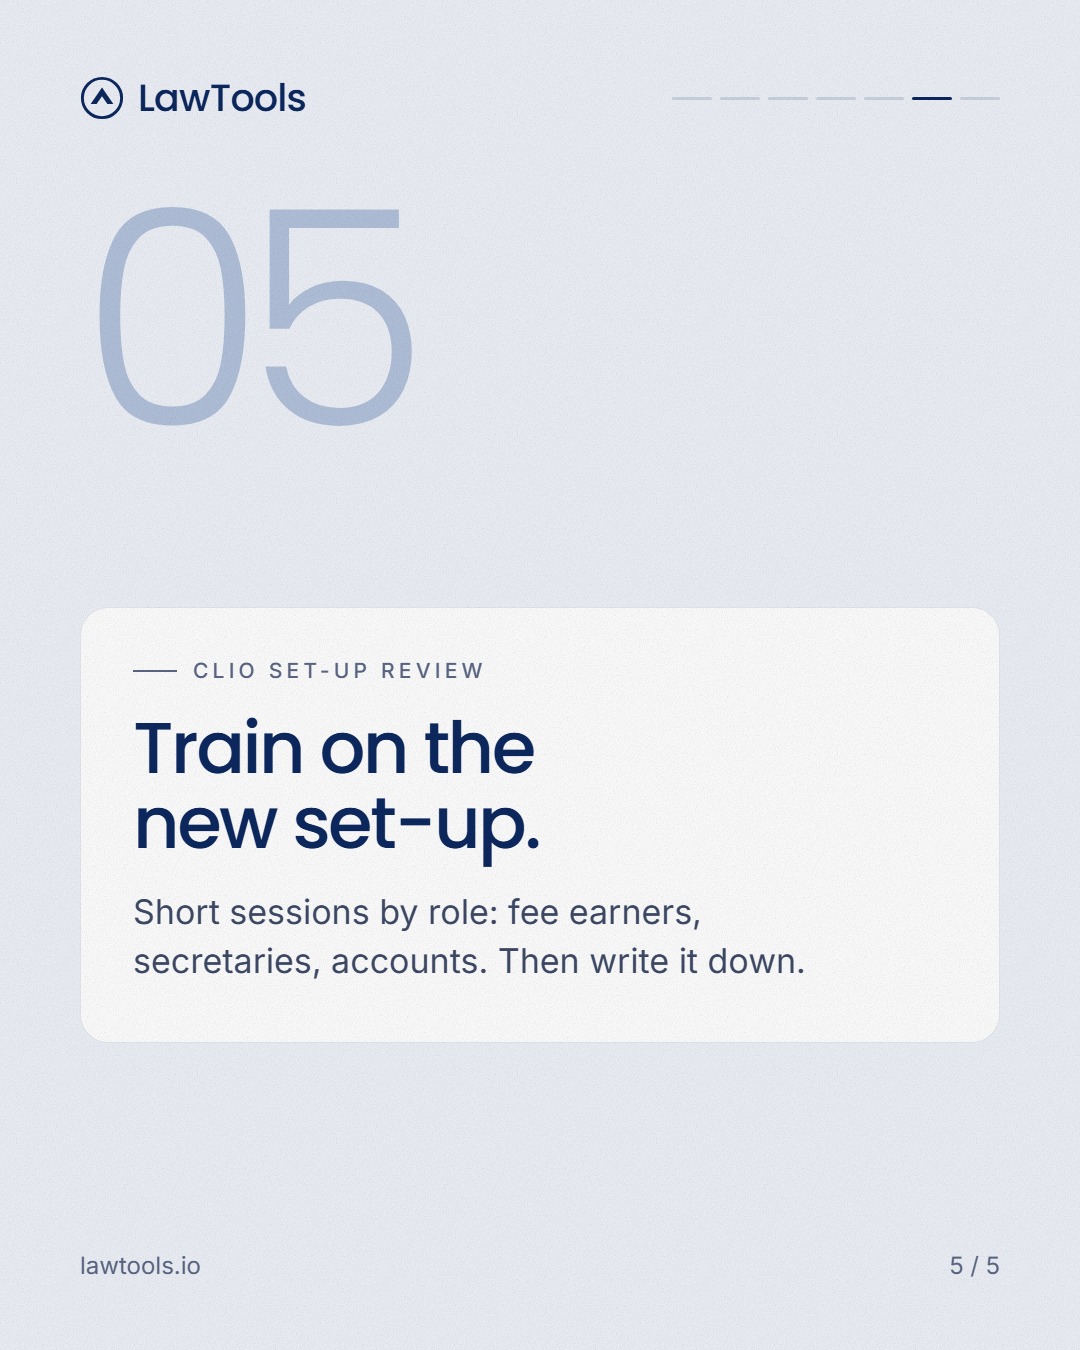 LawTools
05
CLIO SET-UP REVIEW
Train on the
new set-up.
Short sessions by role: fee earners,
secretaries, accounts. Then write it down.
lawtools.io
5 / 5